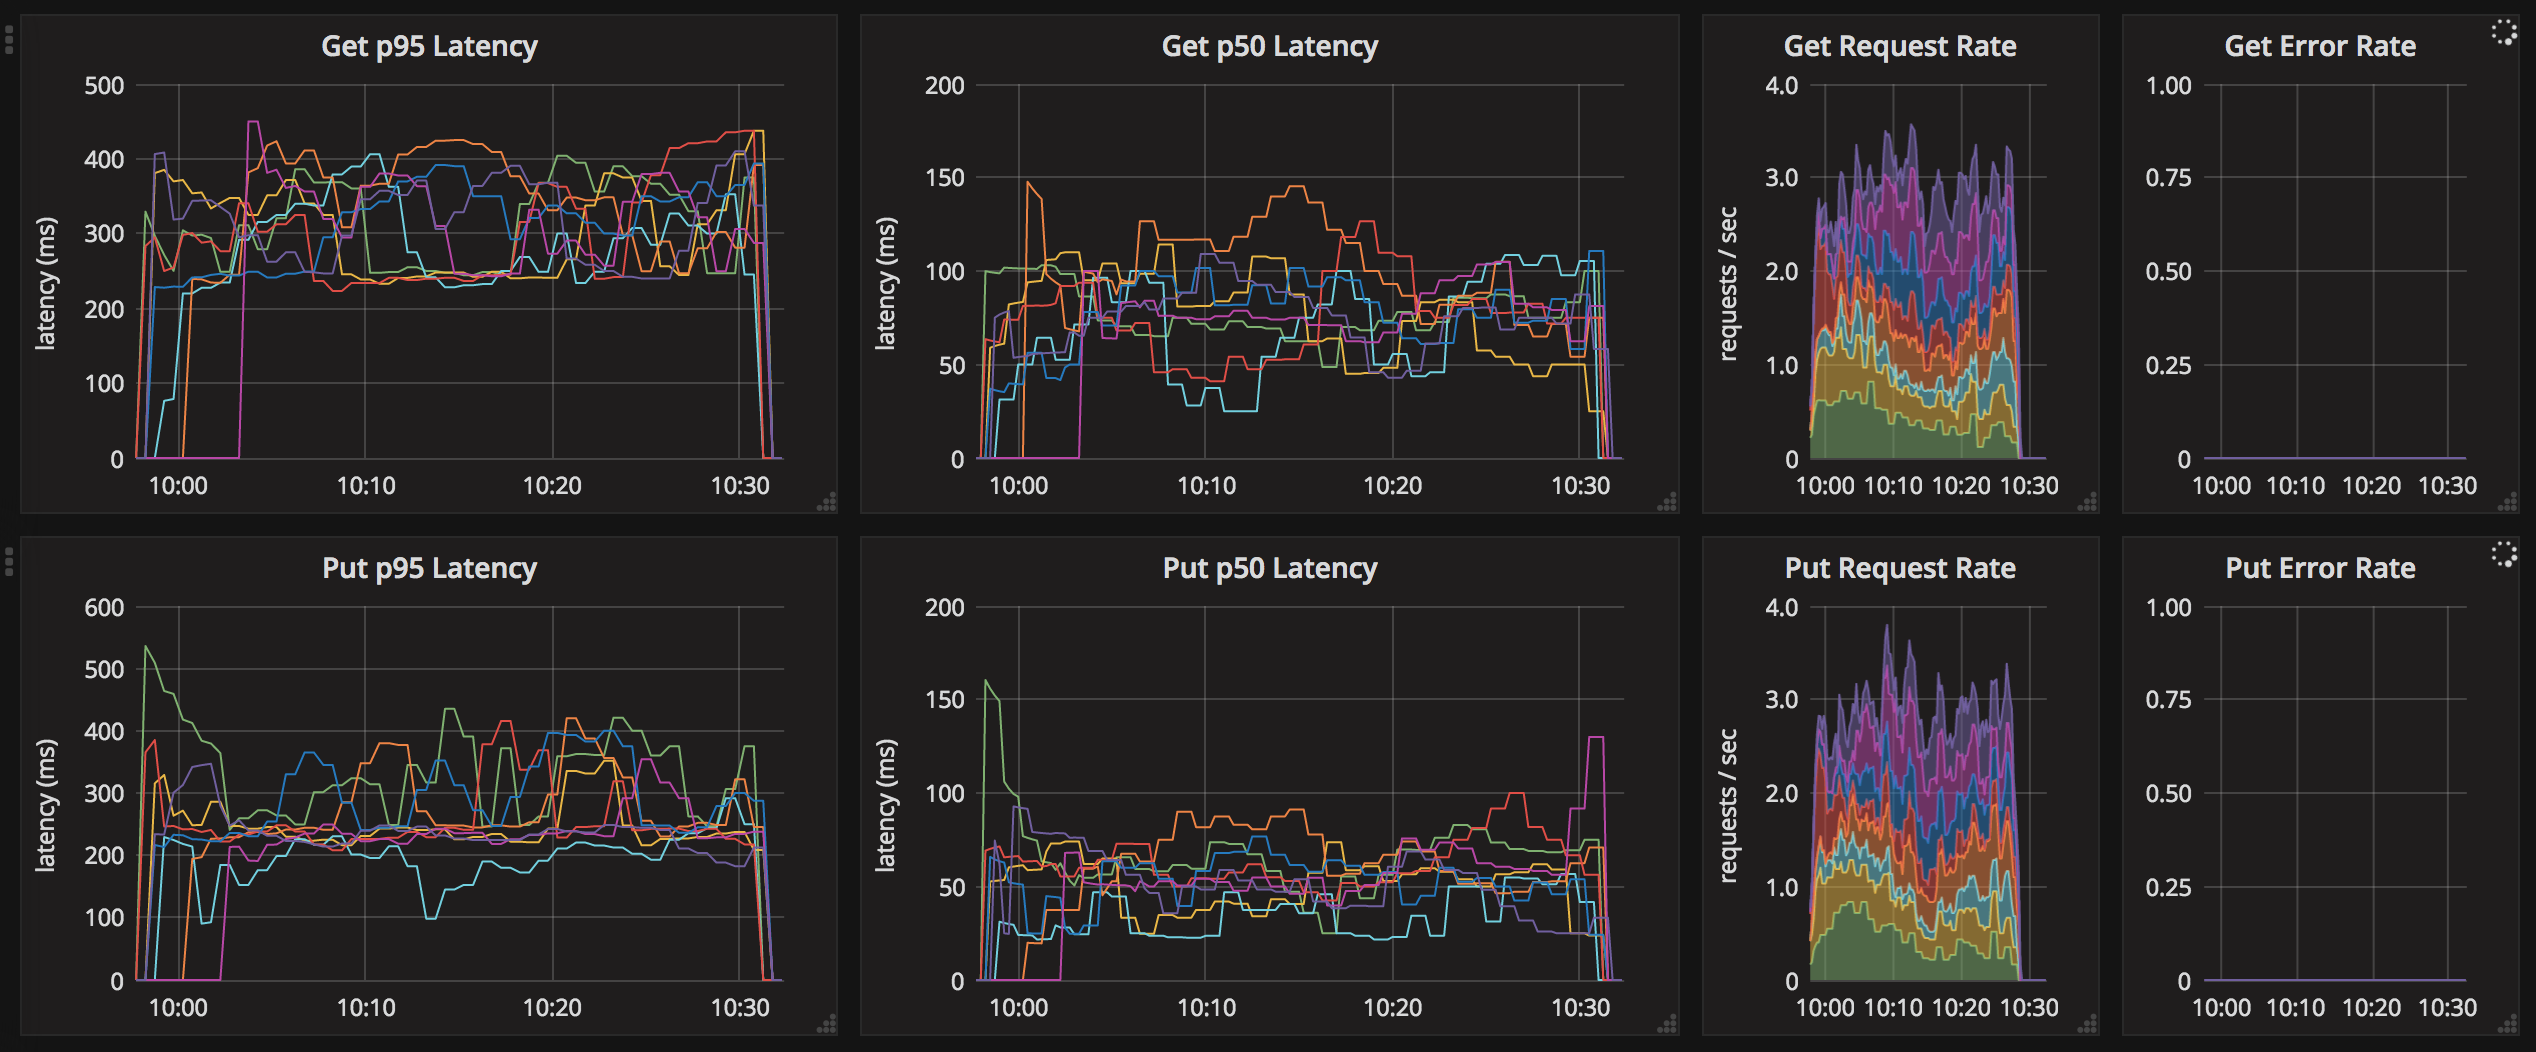 Get p95 Latency
latency (ms)
500
400
300
200
100
0
10:00 10:10 10:20 10:30
Get p50 Latency
latency (ms)
200
150
100
50
0
10:00 10:10 10:20 10:30
Get Request Rate
requests / sec
4.0
3.0
2.0
1.0
0
10:00 10:10 10:20 10:30
Get Error Rate
1.00
0.75
0.50
0.25
0
10:00 10:10 10:20 10:30
Put p95 Latency
latency (ms)
600
500
400
300
200
100
0
10:00 10:10 10:20 10:30
Put p50 Latency
latency (ms)
200
150
100
50
0
10:00 10:10 10:20 10:30
Put Request Rate
requests / sec
4.0
3.0
2.0
1.0
0
10:00 10:10 10:20 10:30
Put Error Rate
1.00
0.75
0.50
0.25
0
10:00 10:10 10:20 10:30